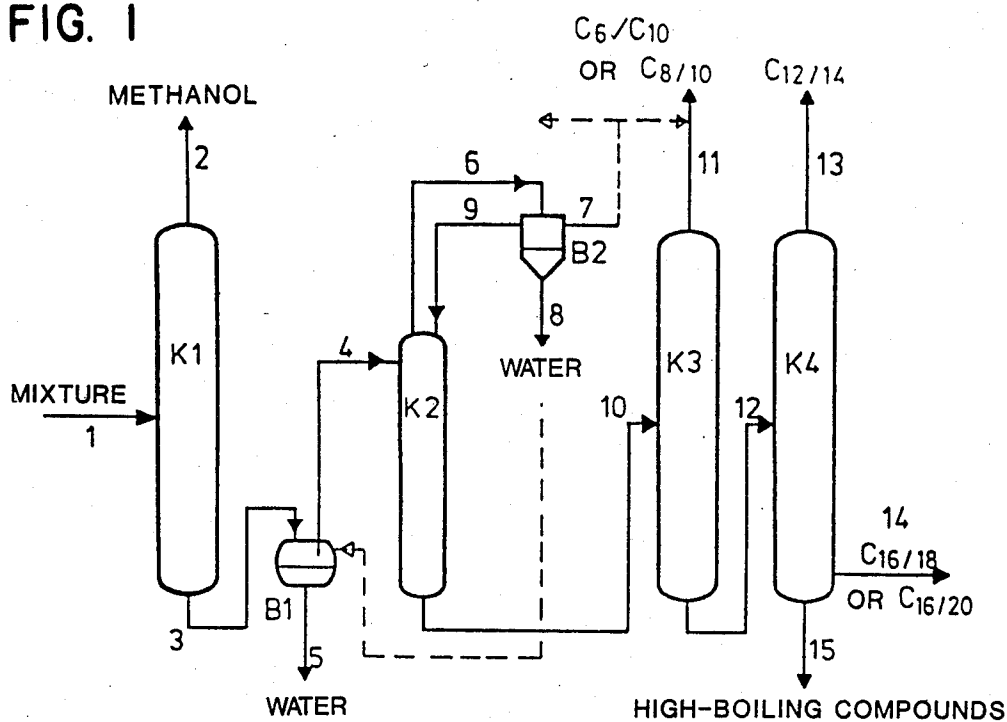 FIG. 1
C6/C10
OR C8/10
C12/14
METHANOL
2
6
11
13
9
7
B2
8
K1
4
WATER
K3
K4
MIXTURE
1
K2
10
12
14
C16/18
OR C16/20
3
B1
5
15
WATER
HIGH-BOILING COMPOUNDS